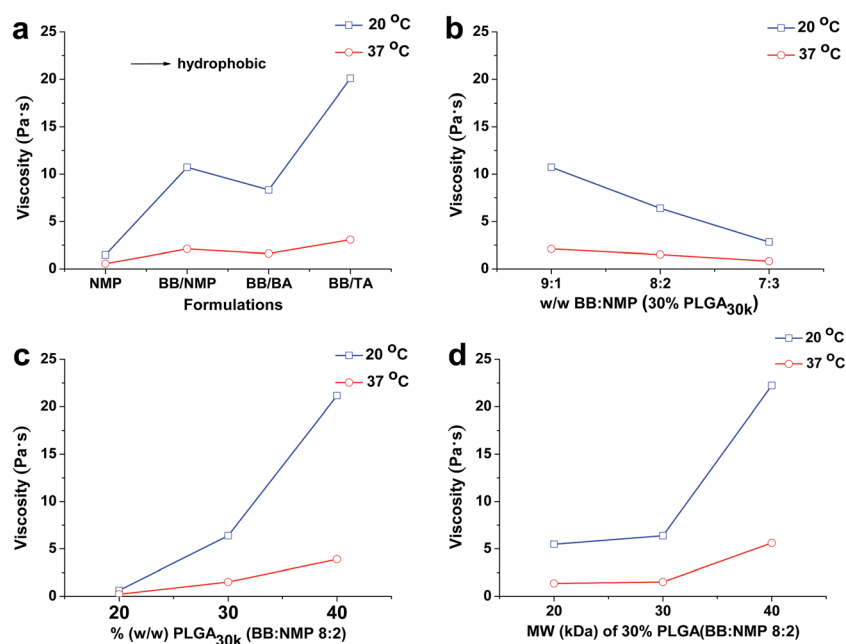 a
20 °C
37 °C
hydrophobic
25
20
15
10
5
0
Viscosity (Pa·s)
NMP BB/NMP BB/BA BB/TA
Formulations
b
20 °C
37 °C
25
20
15
10
5
0
Viscosity (Pa·s)
9:1 8:2 7:3
w/w BB:NMP (30% PLGA30k)
c
20 °C
37 °C
25
20
15
10
5
0
Viscosity (Pa·s)
20 30 40
% (w/w) PLGA30k (BB:NMP 8:2)
d
20 °C
37 °C
25
20
15
10
5
0
Viscosity (Pa·s)
20 30 40
MW (kDa) of 30% PLGA(BB:NMP 8:2)